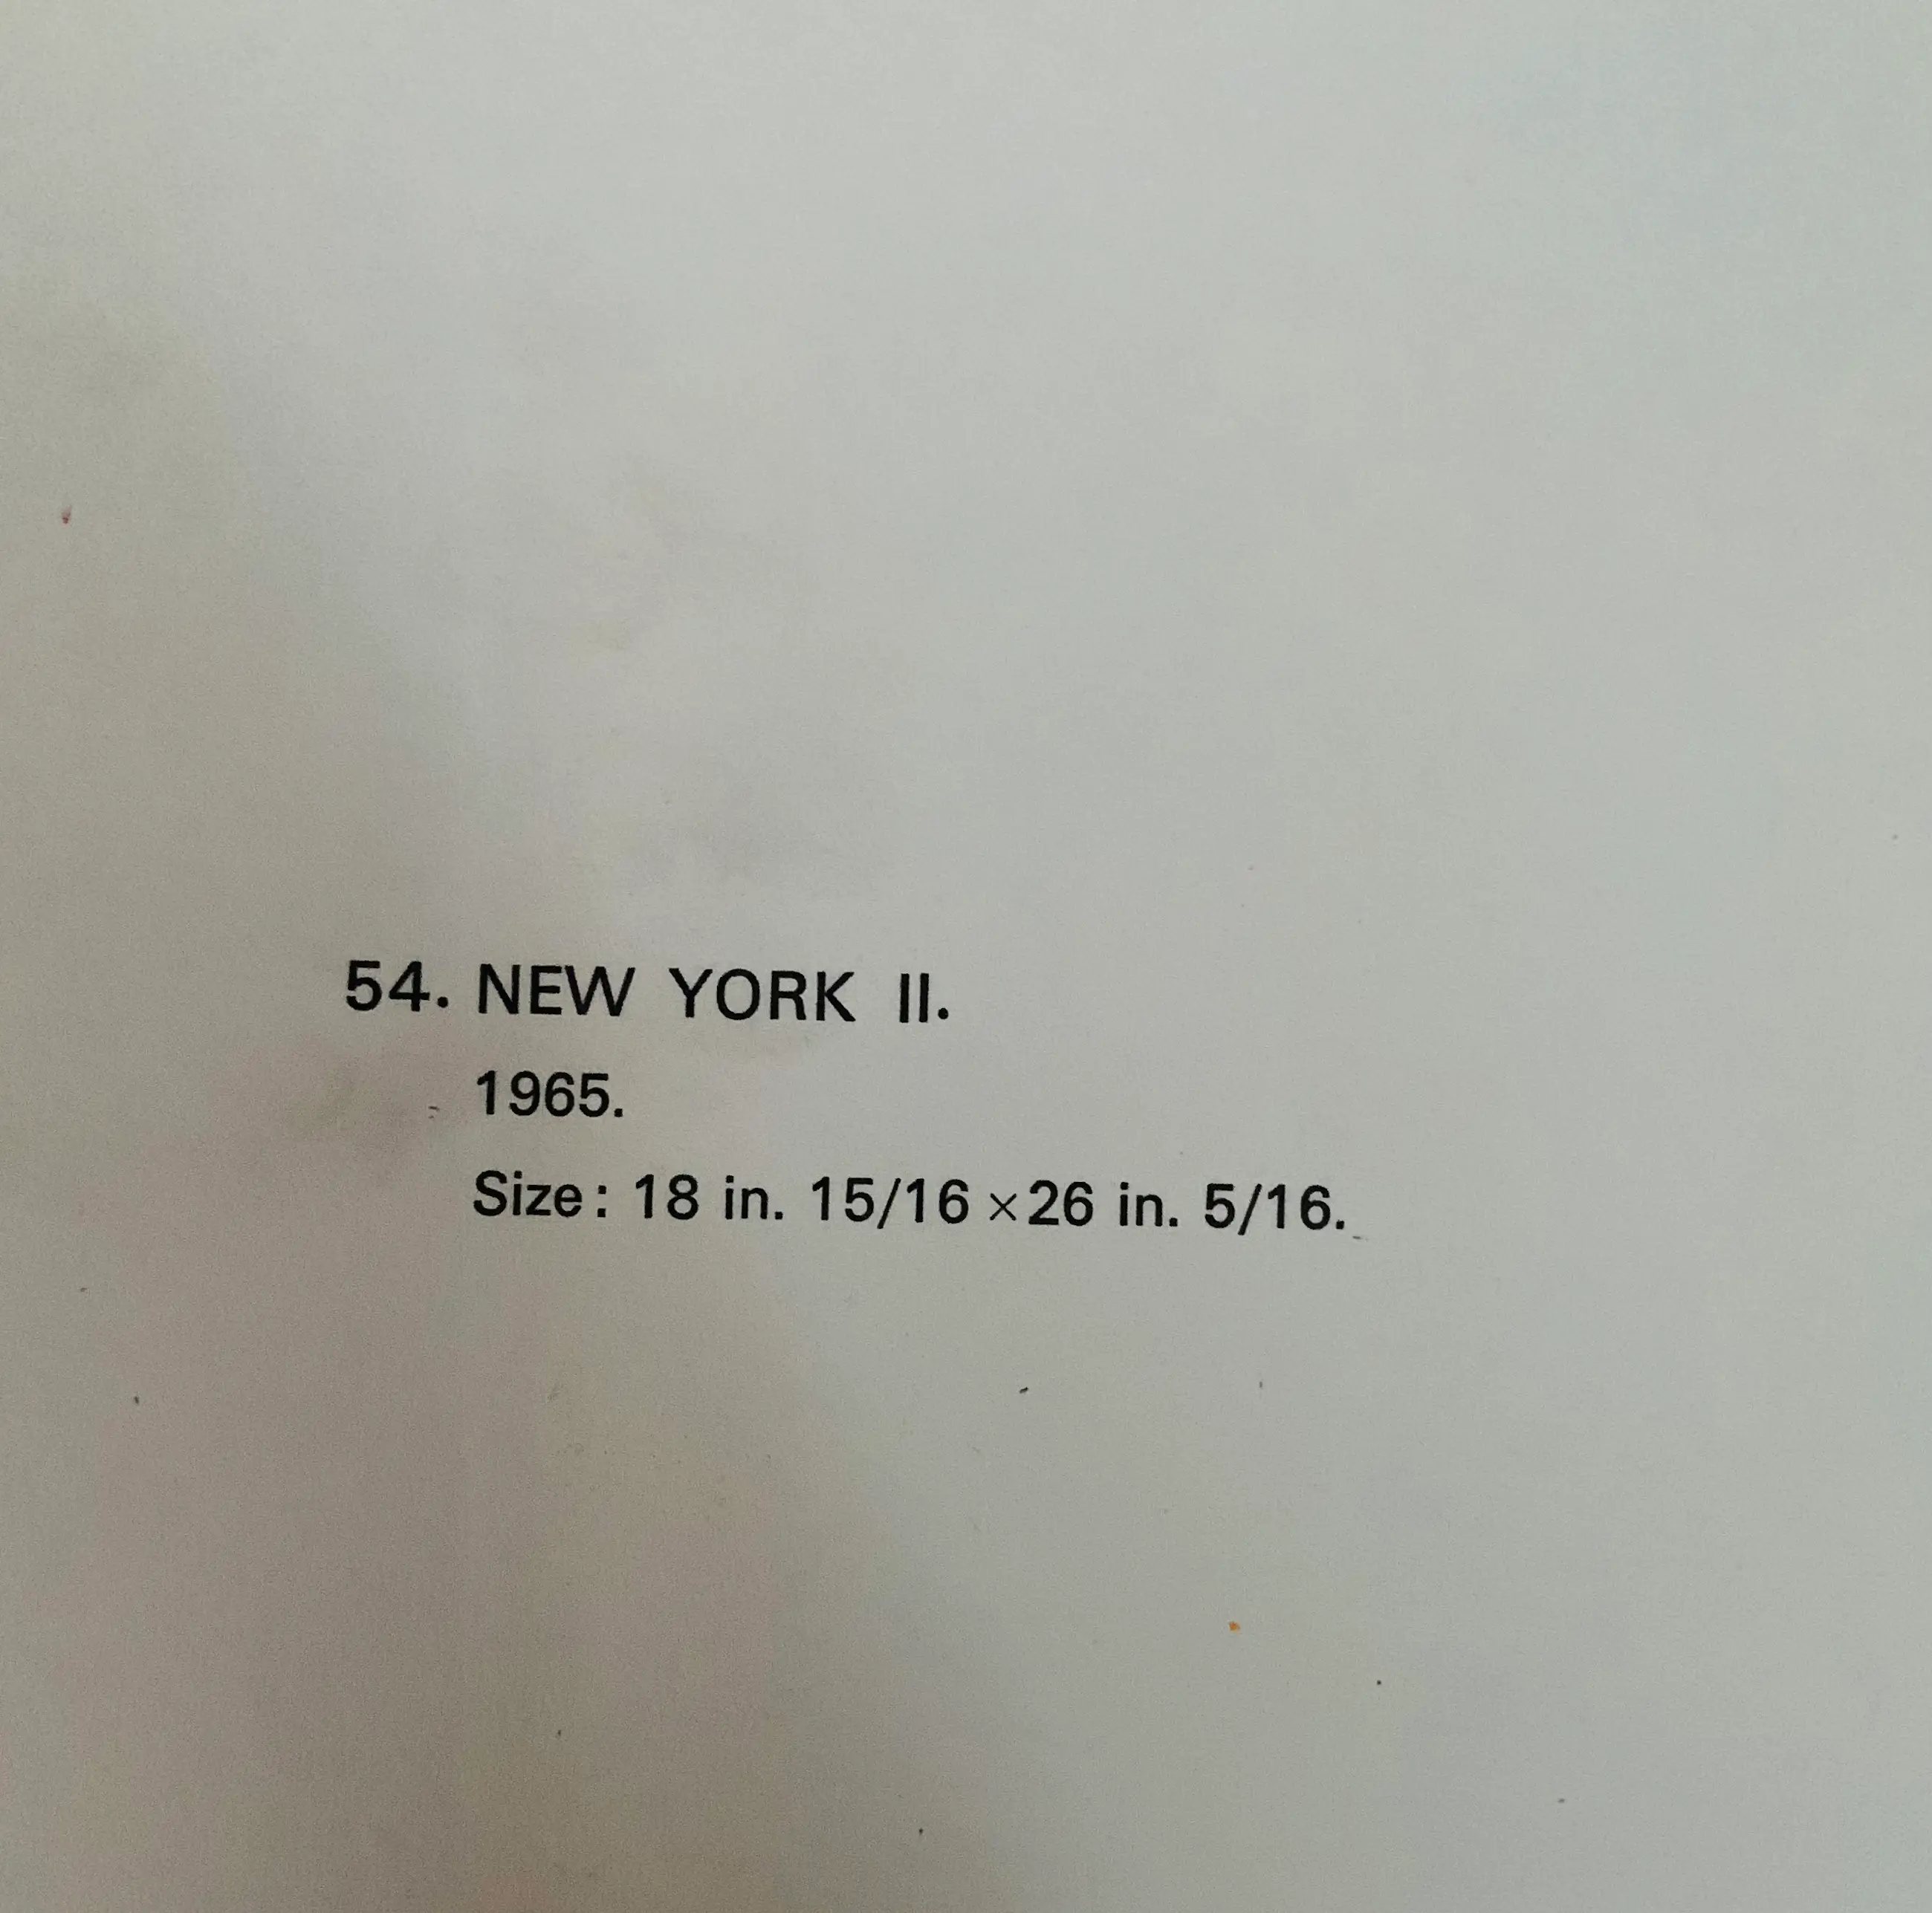 54. NEW YORK II.
1965.
Size: 18 in. 15/16 ×26 in. 5/16.